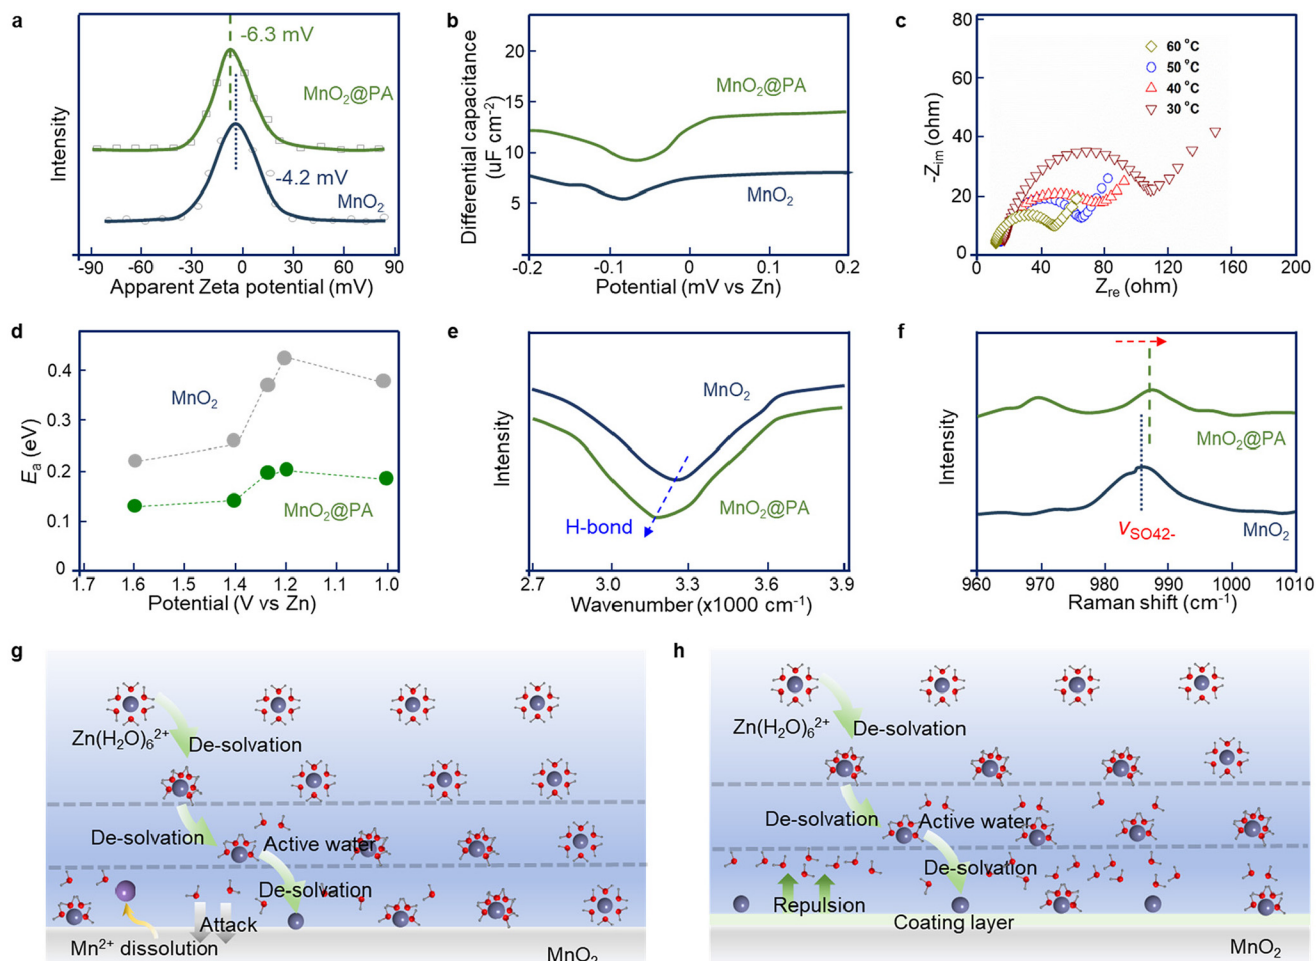 a
-6.3 mV
MnO2@PA
-4.2 mV
MnO2
Intensity
-90 -60 -30 0 30 60 90
Apparent Zeta potential (mV)
b
20
15
10
5
Differential capacitance
(uF cm-2)
MnO2@PA
MnO2
-0.2 -0.1 0 0.1 0.2
Potential (mV vs Zn)
c
80
60
40
20
0
-Zim (ohm)
60 °C
50 °C
40 °C
30 °C
0 40 80 120 160 200
Zre (ohm)
d
0.4
0.3
0.2
0.1
0
Ea (eV)
MnO2
MnO2@PA
1.7 1.6 1.5 1.4 1.3 1.2 1.1 1.0
Potential (V vs Zn)
e
Intensity
MnO2
MnO2@PA
H-bond
2.7 3.0 3.3 3.6 3.9
Wavenumber (x1000 cm-1)
f
Intensity
MnO2@PA
MnO2
νSO42-
960 970 980 990 1000 1010
Raman shift (cm-1)
g
Zn(H2O)6 2+
De-solvation
De-solvation
Active water
De-solvation
Attack
Mn2+ dissolution
MnO2
h
Zn(H2O)6 2+
De-solvation
De-solvation
Active water
De-solvation
Repulsion
Coating layer
MnO2